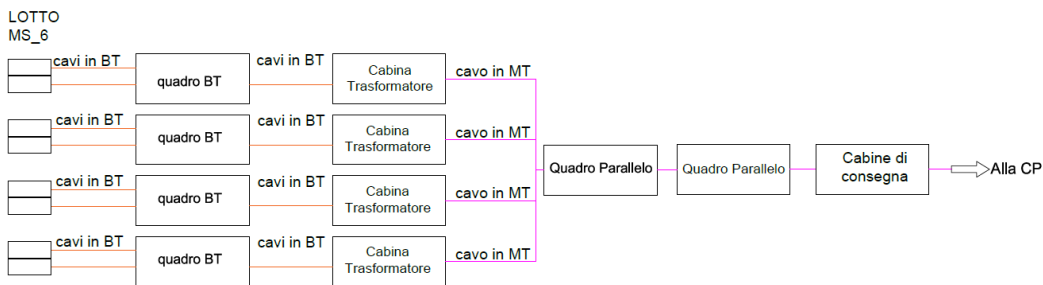 LOTTO
MS_6
cavi in BT
quadro BT
cavi in BT
Cabina
Trasformatore
cavo in MT
cavi in BT
quadro BT
cavi in BT
Cabina
Trasformatore
cavo in MT
Quadro Parallelo
Quadro Parallelo
Cabine di
consegna
Alla CP
cavi in BT
quadro BT
cavi in BT
Cabina
Trasformatore
cavo in MT
cavi in BT
quadro BT
cavi in BT
Cabina
Trasformatore
cavo in MT